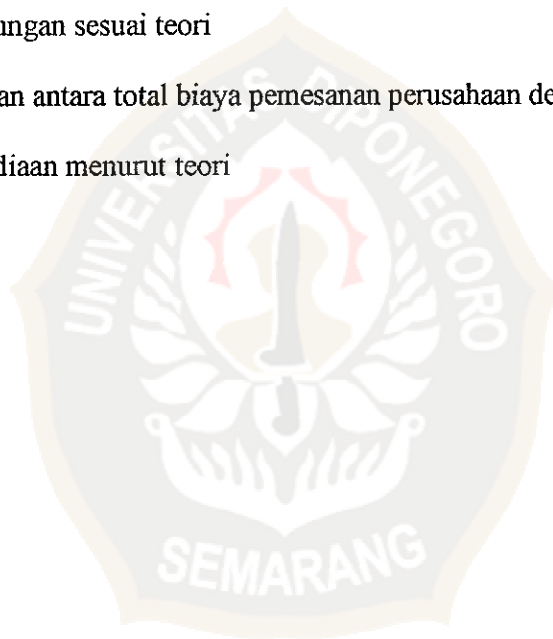 ungan sesuai teori
an antara total biaya pemesanan perusahaan de
diaan menurut teori
UNIVERSITAS DIPONEGORO
SEMARANG